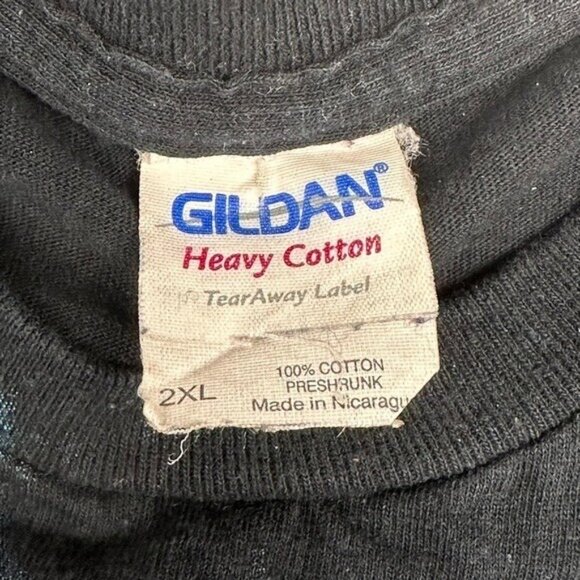 GILDAN®
Heavy Cotton
TearAway Label
100% COTTON
PRESHRUNK
2XL
Made in Nicaragu